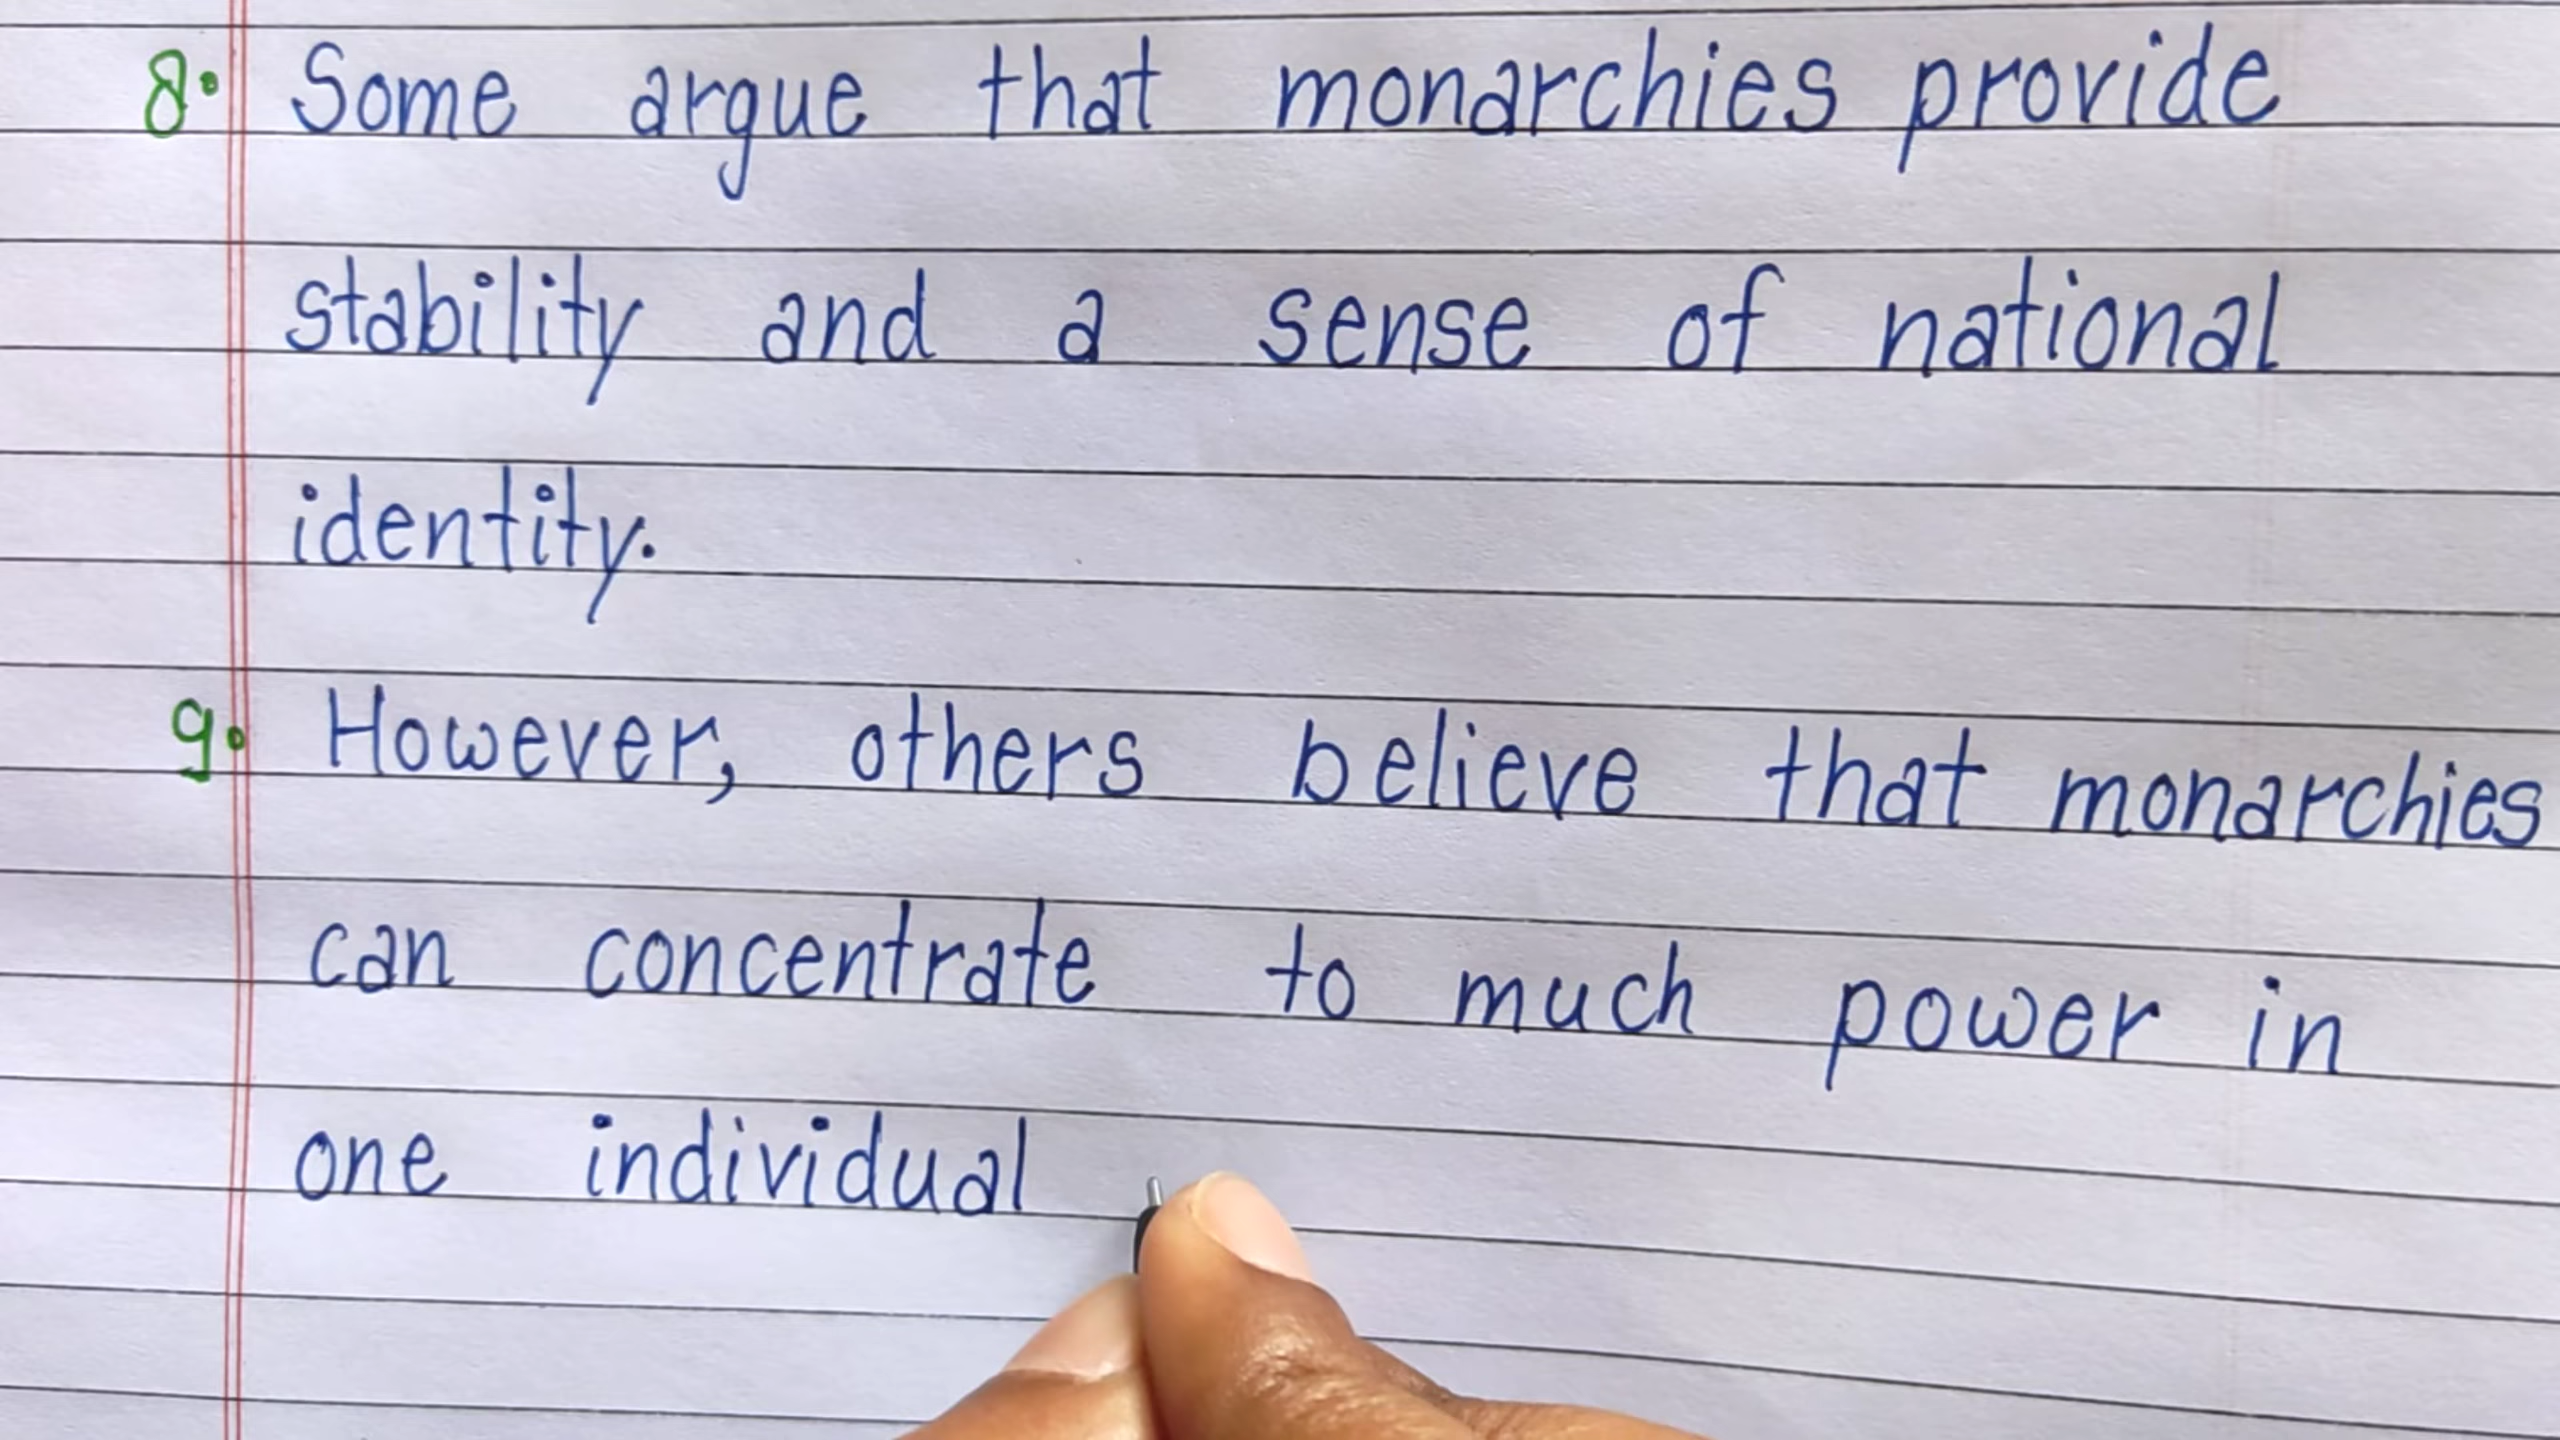 8. Some argue that monarchies provide
stability and a sense of national
identity.
9. However, others believe that monarchies
can concentrate to much power in
one individual